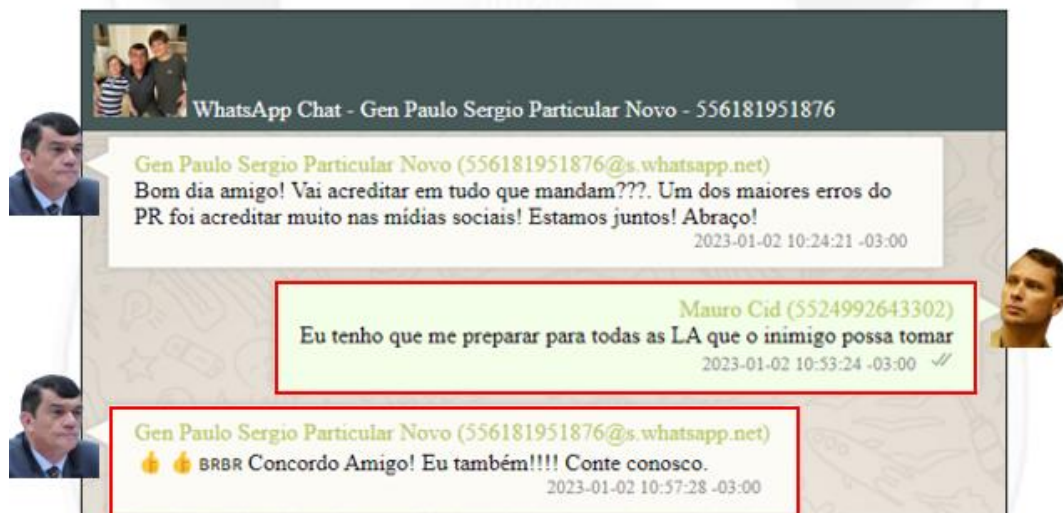 WhatsApp Chat - Gen Paulo Sergio Particular Novo - 556181951876
Gen Paulo Sergio Particular Novo (556181951876@s.whatsapp.net)
Bom dia amigo! Vai acreditar em tudo que mandam???. Um dos maiores erros do
PR foi acreditar muito nas mídias sociais! Estamos juntos! Abraço!
2023-01-02 10:24:21 -03:00
Mauro Cid (5524992643302)
Eu tenho que me preparar para todas as LA que o inimigo possa tomar
2023-01-02 10:53:24 -03:00
Gen Paulo Sergio Particular Novo (556181951876@s.whatsapp.net)
👍 👍 BRBR Concordo Amigo! Eu também!!!! Conte conosco.
2023-01-02 10:57:28 -03:00